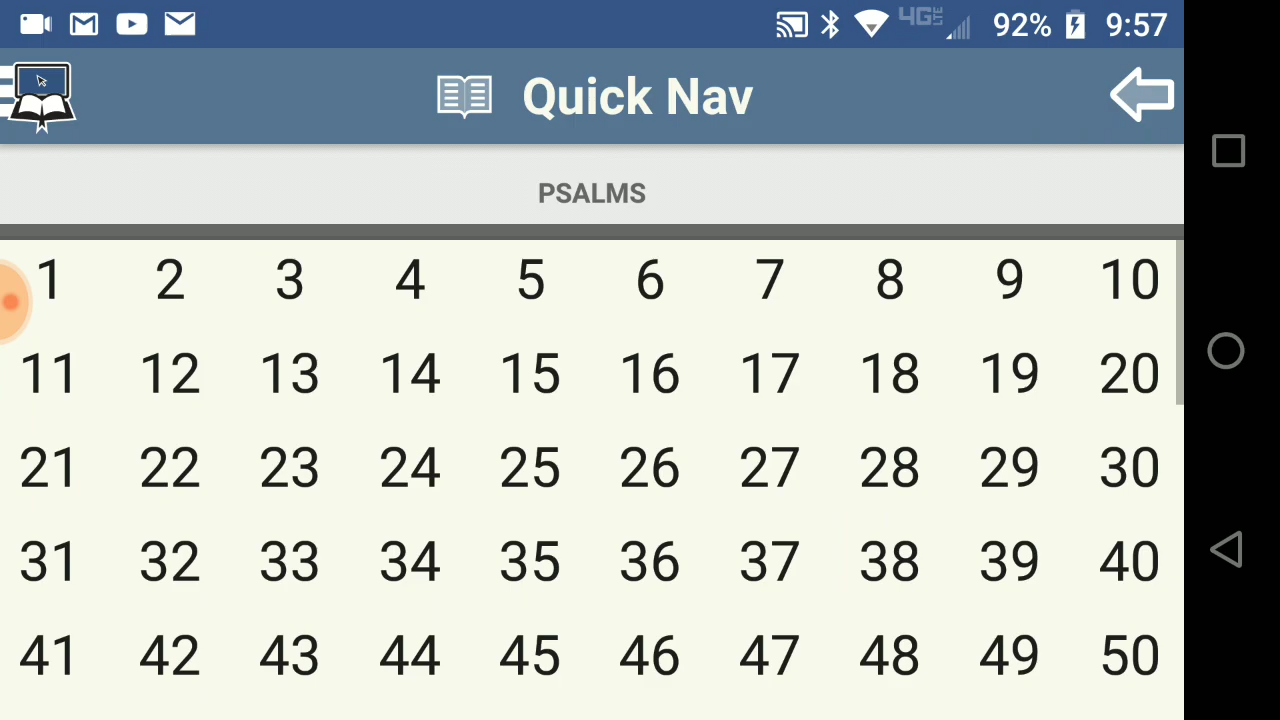 4G LTE 92% 9:57
Quick Nav
PSALMS
1 2 3 4 5 6 7 8 9 10
11 12 13 14 15 16 17 18 19 20
21 22 23 24 25 26 27 28 29 30
31 32 33 34 35 36 37 38 39 40
41 42 43 44 45 46 47 48 49 50